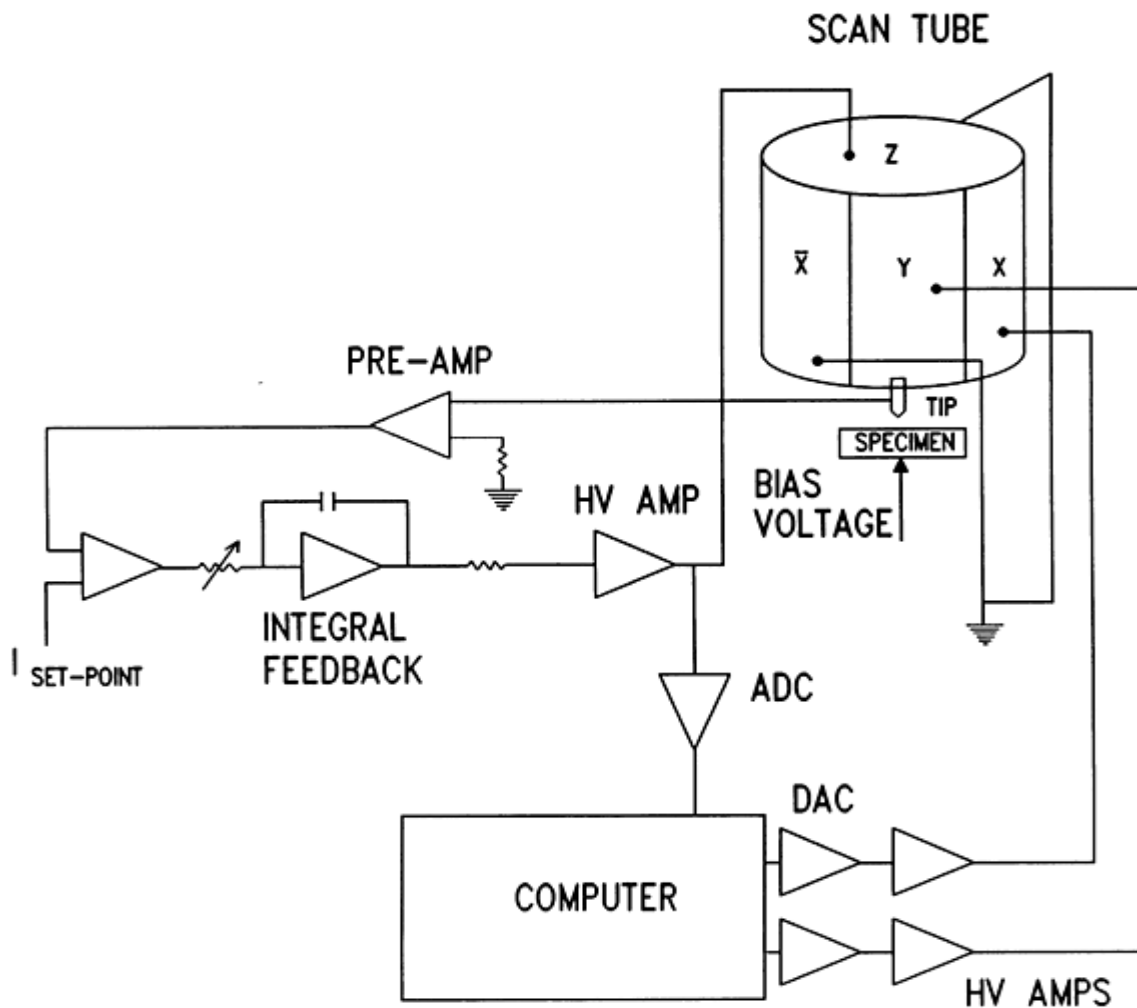 SCAN TUBE
Z
X̄
Y
X
PRE-AMP
TIP
SPECIMEN
BIAS
VOLTAGE
HV AMP
INTEGRAL
FEEDBACK
I SET-POINT
ADC
DAC
COMPUTER
HV AMPS